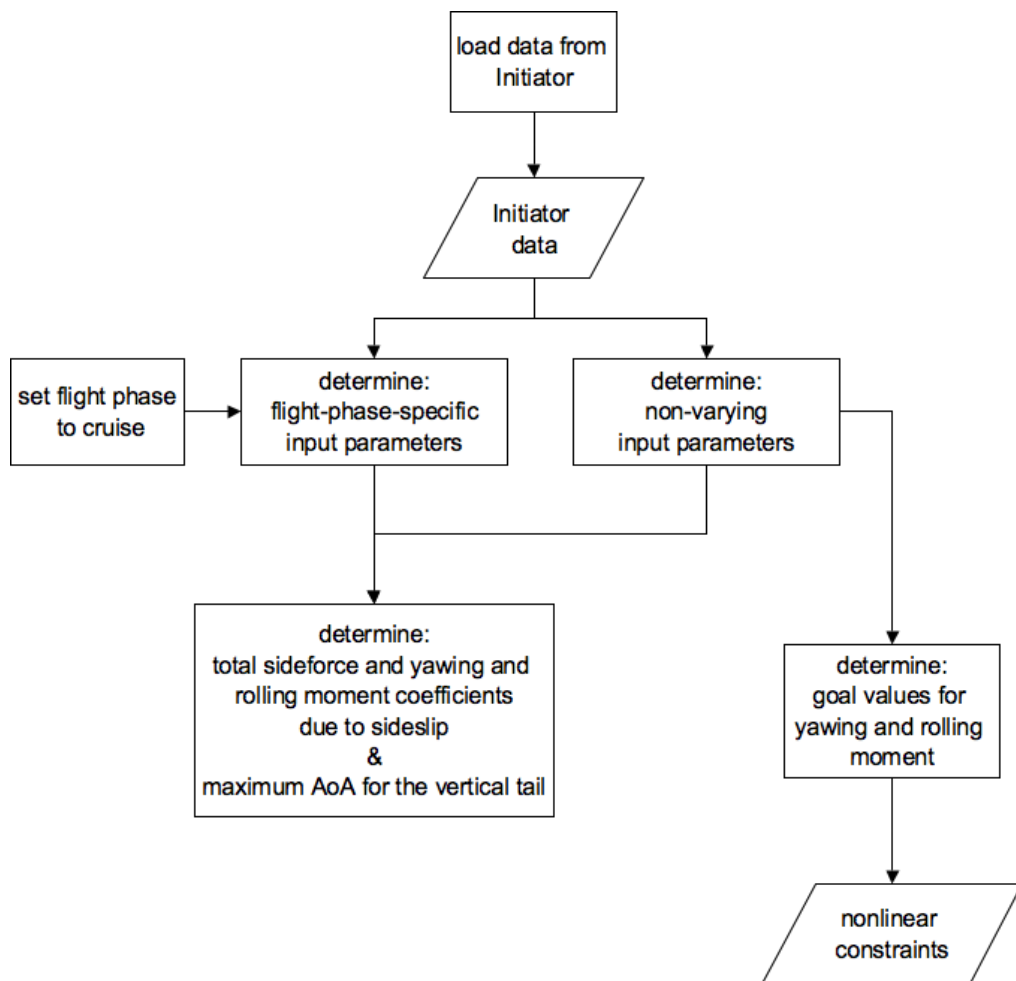 load data from
Initiator
Initiator
data
set flight phase
to cruise
determine:
flight-phase-specific
input parameters
determine:
non-varying
input parameters
determine:
total sideforce and yawing and
rolling moment coefficients
due to sideslip
&
maximum AoA for the vertical tail
determine:
goal values for
yawing and rolling
moment
nonlinear
constraints